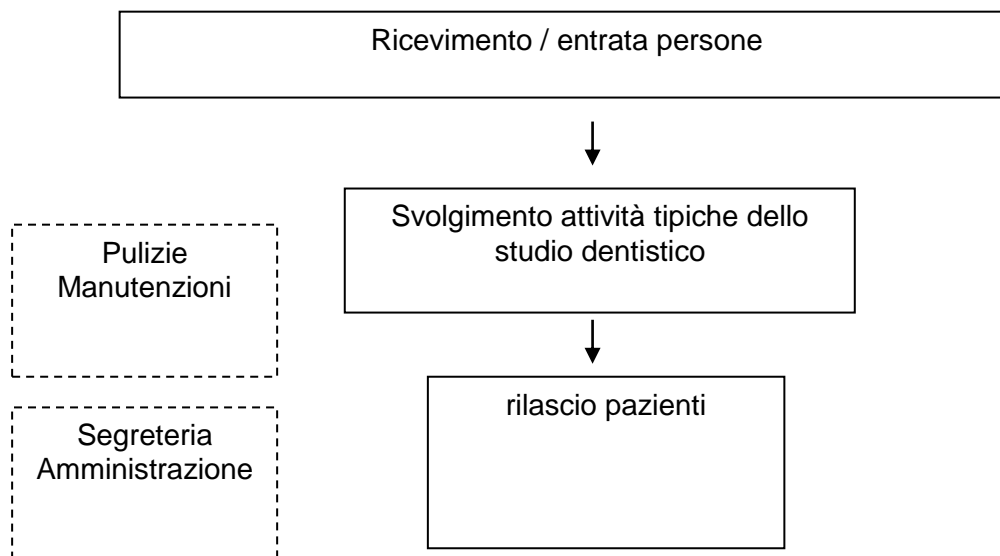 Ricevimento / entrata persone
Svolgimento attività tipiche dello
studio dentistico
Pulizie
Manutenzioni
rilascio pazienti
Segreteria
Amministrazione